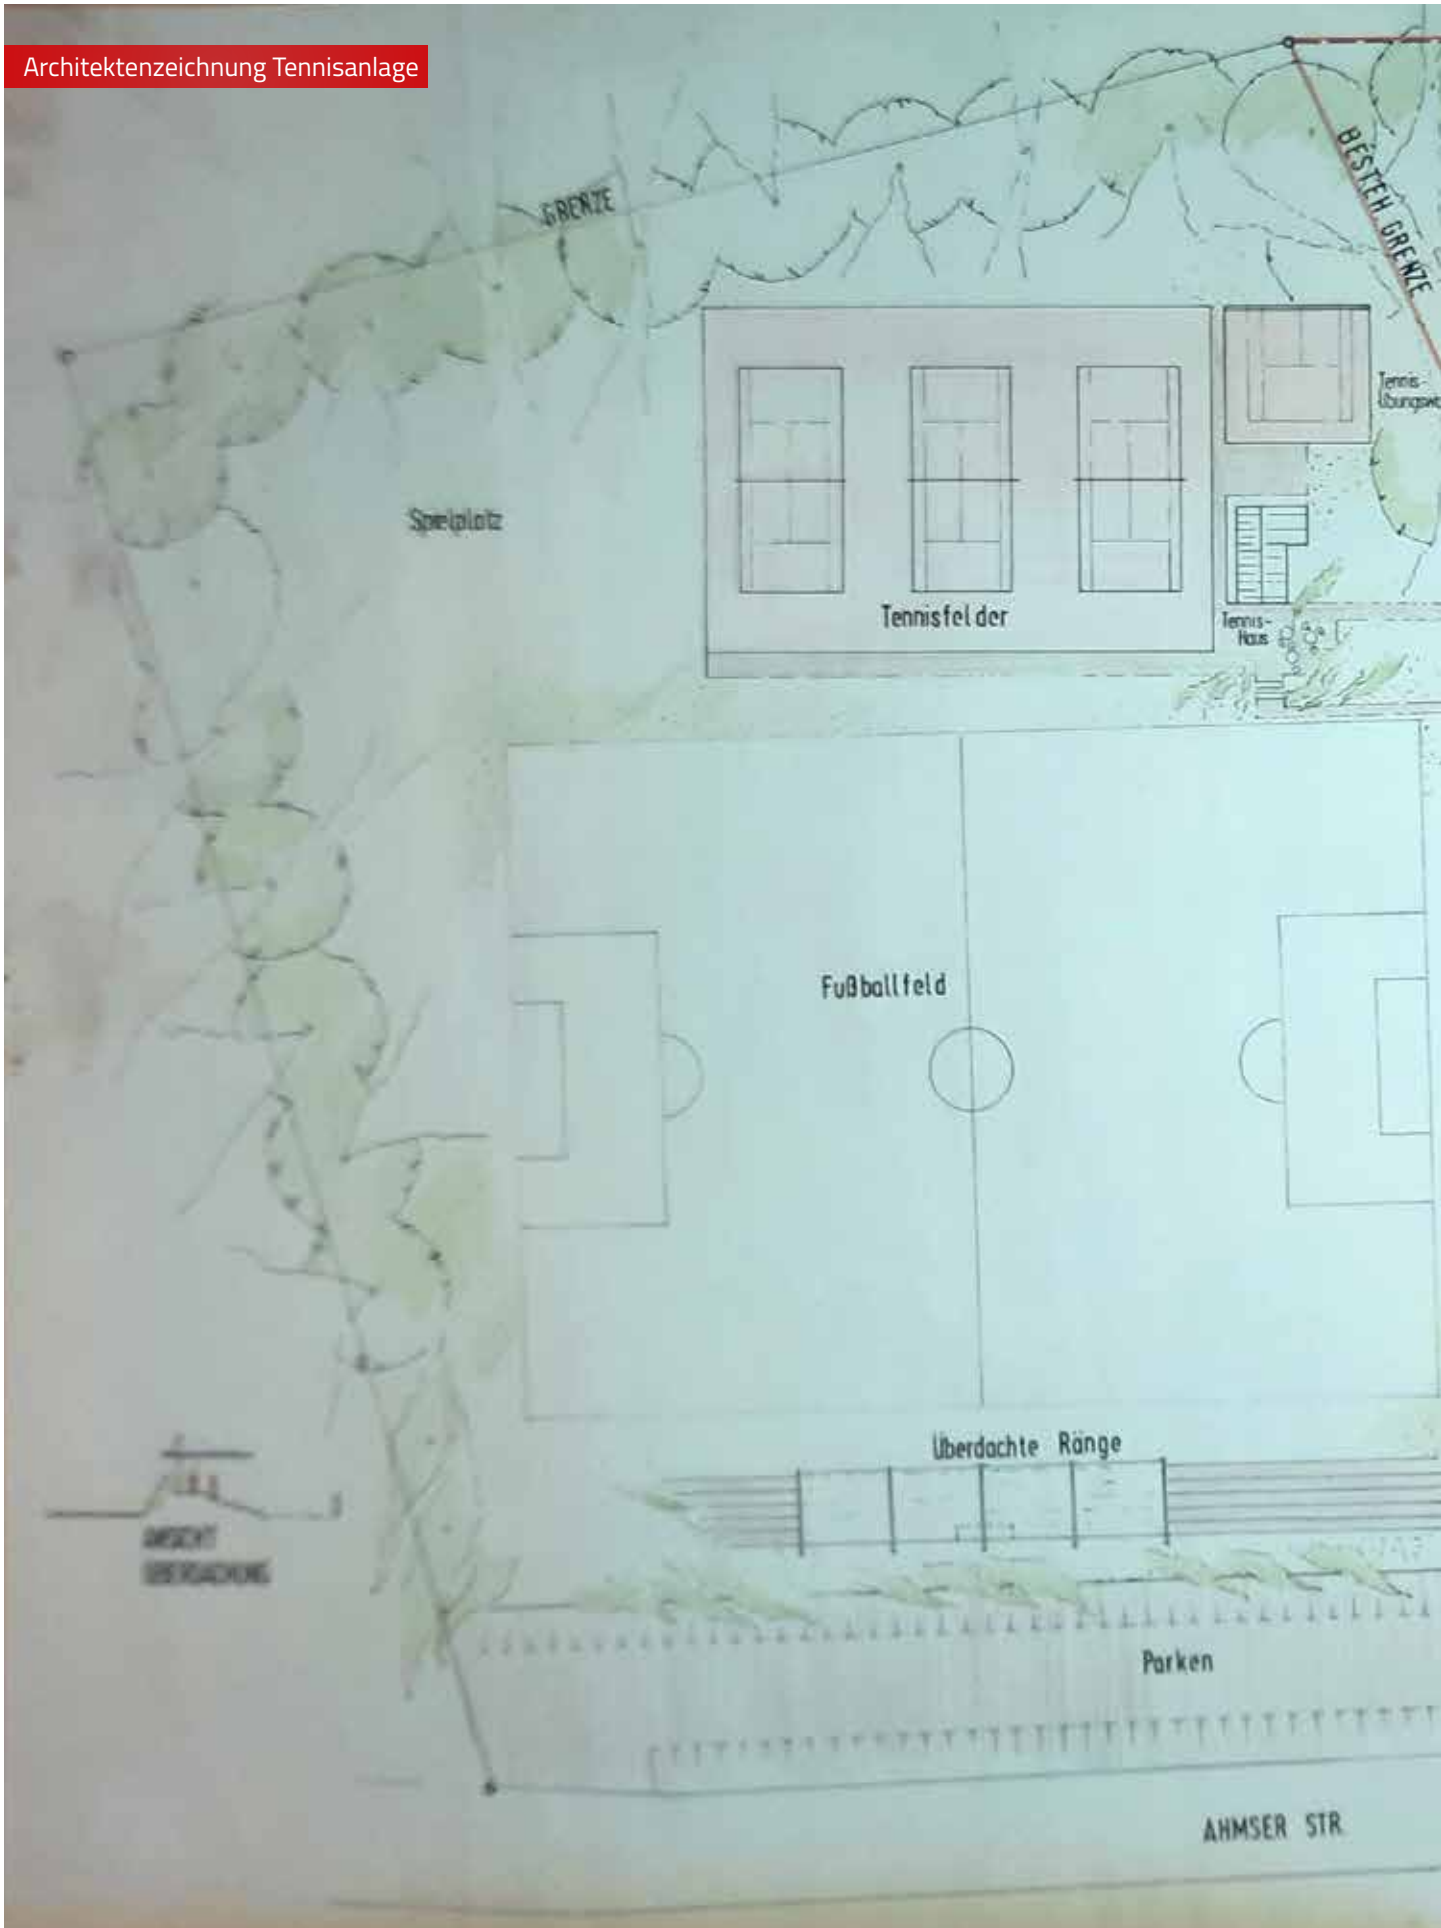 Architektenzeichnung Tennisanlage
GRENZE
BESTEH. GRENZE
Tennis-
Spielplatz
Tennisfelder
Tennis-
Haus
Fußballfeld
Überdachte Ränge
ANSICHT
ÜBERDACHUNG
Parken
AHMSER STR.